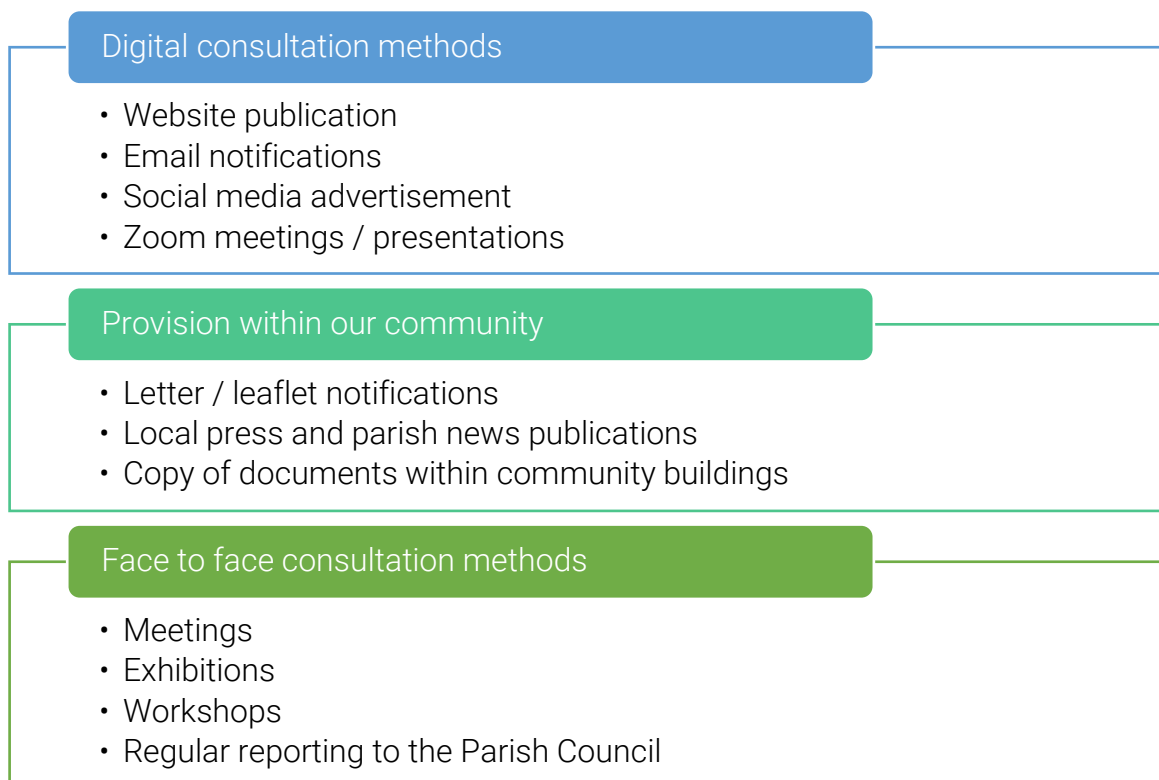 Digital consultation methods
• Website publication
• Email notifications
• Social media advertisement
• Zoom meetings / presentations
Provision within our community
• Letter / leaflet notifications
• Local press and parish news publications
• Copy of documents within community buildings
Face to face consultation methods
• Meetings
• Exhibitions
• Workshops
• Regular reporting to the Parish Council